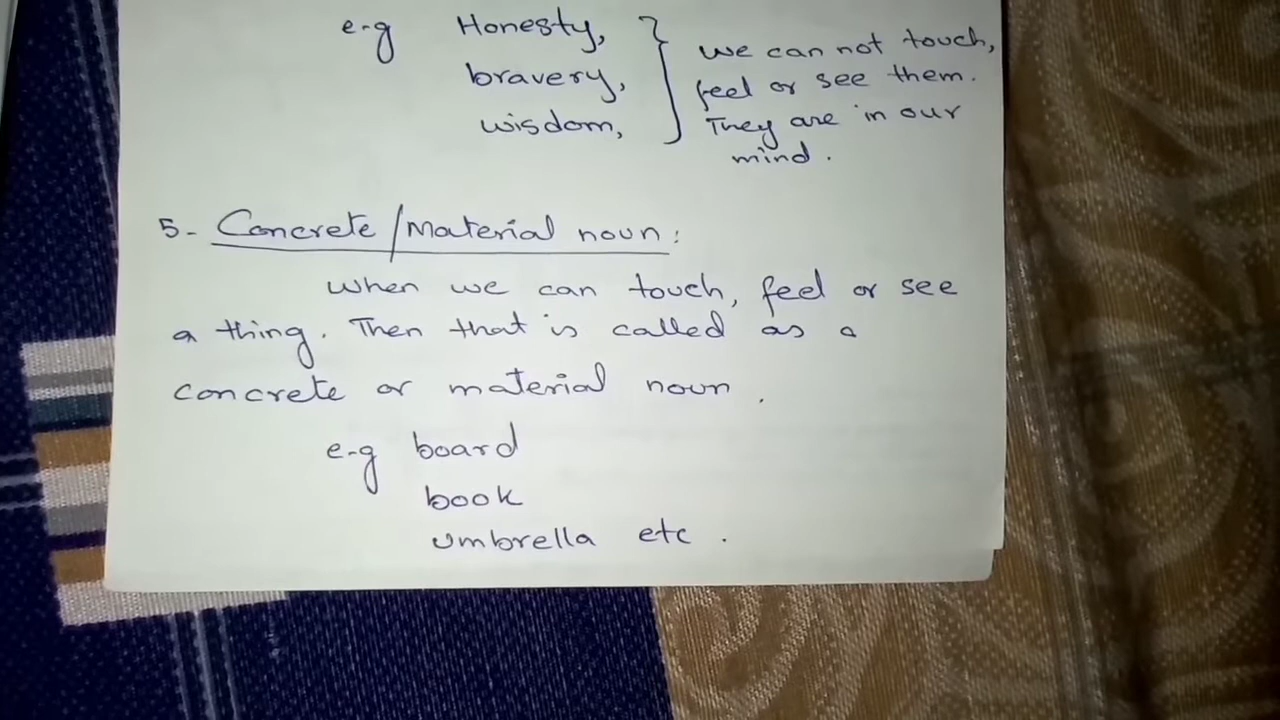 e-g Honesty,
bravery,
wisdom,
we can not touch,
feel or see them.
They are in our
mind.
5- Concrete/Material noun:
When we can touch, feel or see
a thing. Then that is called as a
concrete or material noun.
e-g board
book
umbrella etc.